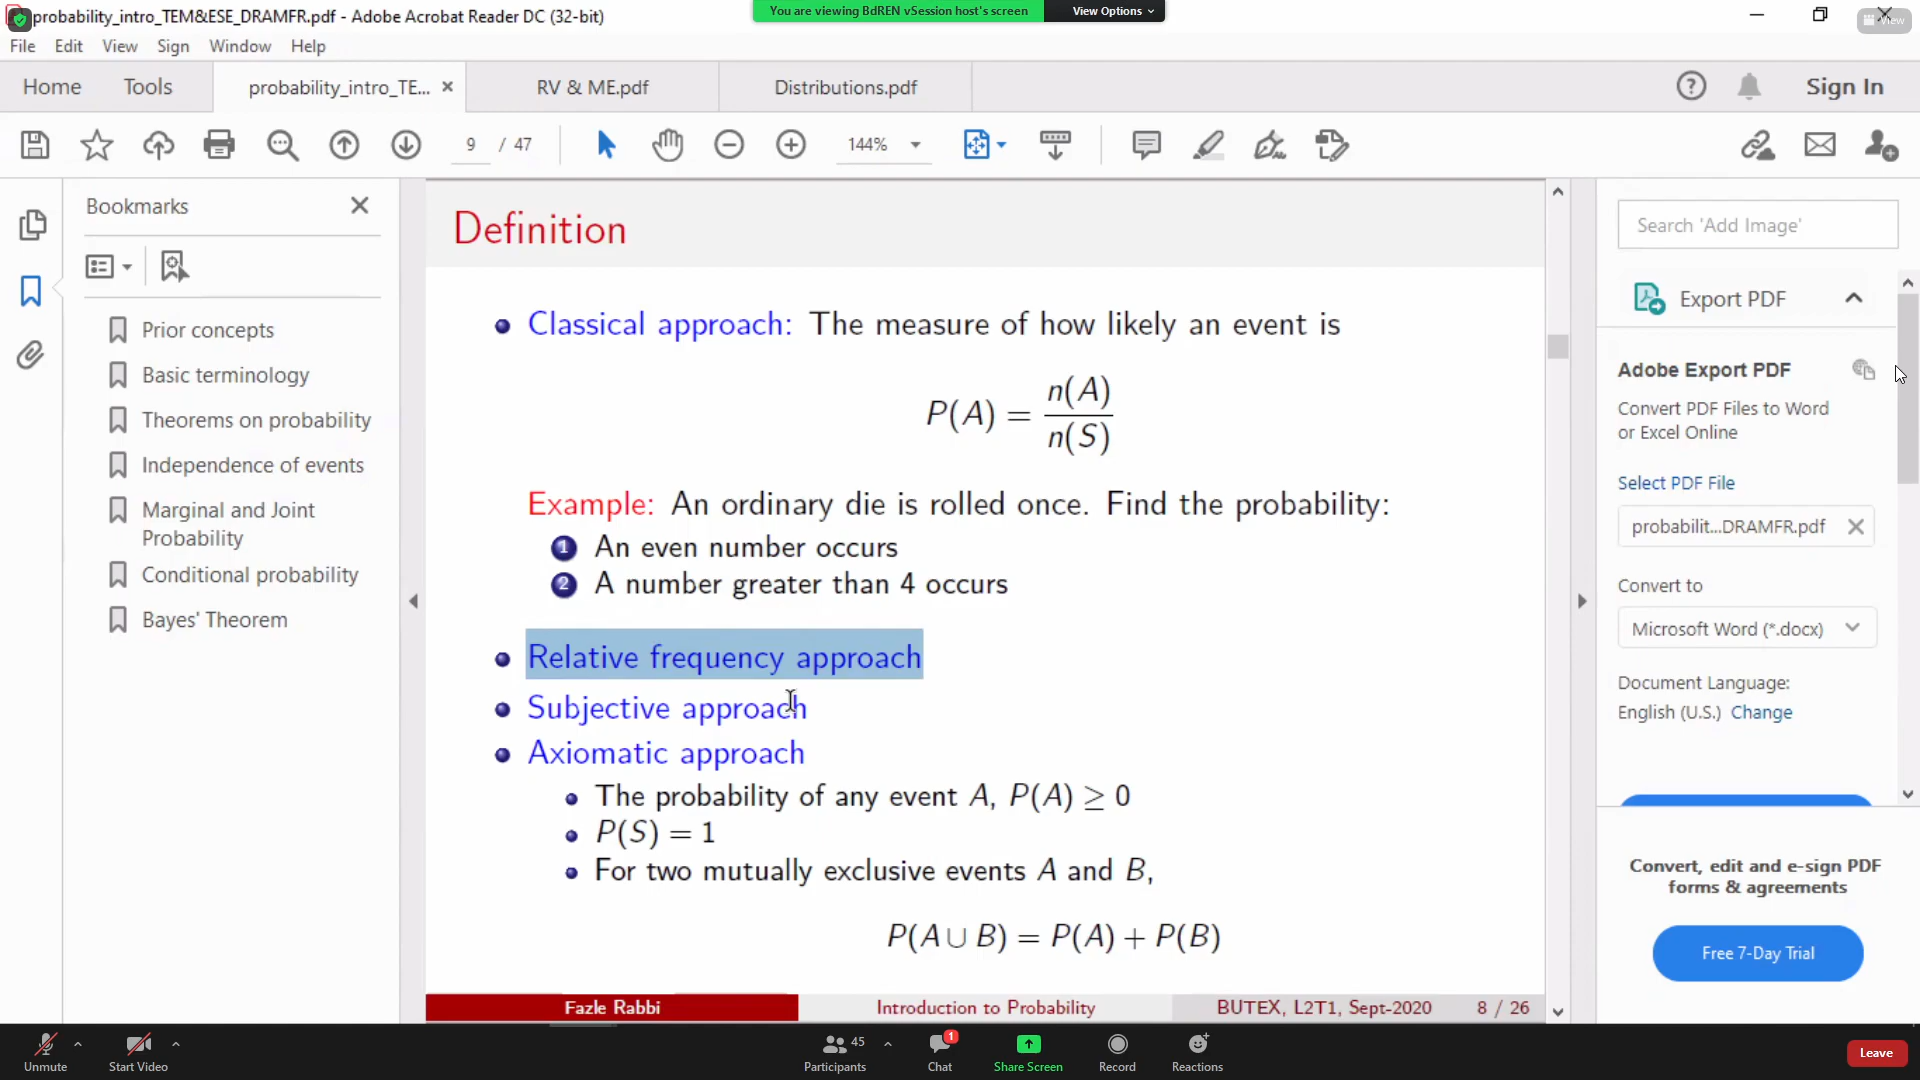 probability_intro_TEM&ESE_DRAMFR.pdf - Adobe Acrobat Reader DC (32-bit)
You are viewing BdREN vSession host's screen
View Options
View
File Edit View Sign Window Help
Home Tools
probability_intro_TE...
RV & ME.pdf
Distributions.pdf
Sign In
9 / 47
144%
Bookmarks
Prior concepts
Basic terminology
Theorems on probability
Independence of events
Marginal and Joint
Probability
Conditional probability
Bayes' Theorem
Definition
Classical approach: The measure of how likely an event is
P(A) = n(A) / n(S)
Example: An ordinary die is rolled once. Find the probability:
1 An even number occurs
2 A number greater than 4 occurs
Relative frequency approach
Subjective approach
Axiomatic approach
The probability of any event A, P(A) ≥ 0
P(S) = 1
For two mutually exclusive events A and B,
P(A ∪ B) = P(A) + P(B)
Fazle Rabbi
Introduction to Probability
BUTEX, L2T1, Sept-2020
8 / 26
Search 'Add Image'
Export PDF
Adobe Export PDF
Convert PDF Files to Word
or Excel Online
Select PDF File
probabilit...DRAMFR.pdf
Convert to
Microsoft Word (*.docx)
Document Language:
English (U.S.) Change
Convert, edit and e-sign PDF
forms & agreements
Free 7-Day Trial
Unmute
Start Video
45
Participants
1
Chat
Share Screen
Record
Reactions
Leave